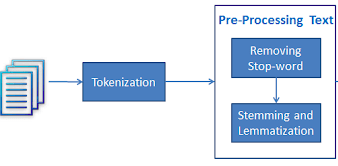 Pre-Processing Text
Removing
Stop-word
Tokenization
Stemming and
Lemmatization